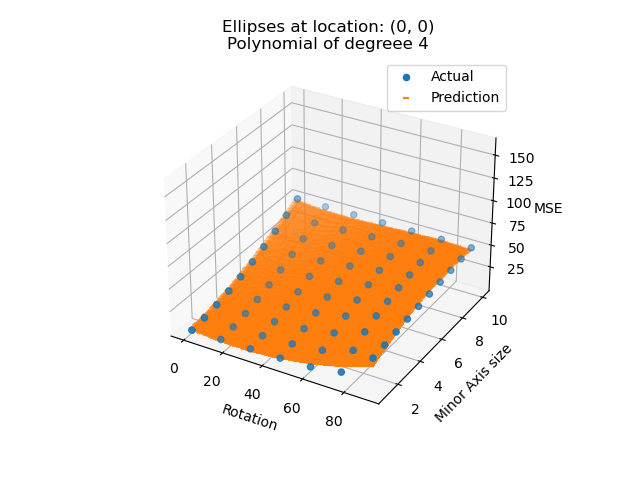 Ellipses at location: (0, 0)
Polynomial of degreee 4
Actual
Prediction
150
125
100
75
50
25
MSE
0
20
40
60
80
Rotation
2
4
6
8
10
Minor Axis size